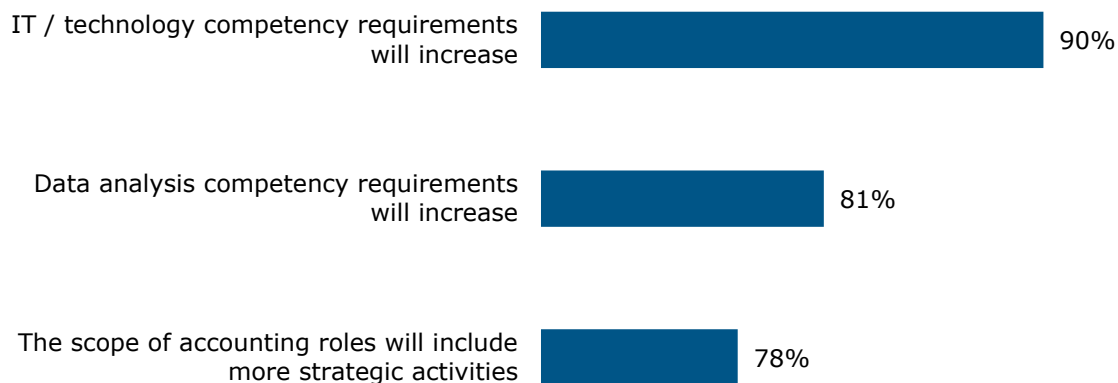 IT / technology competency requirements
will increase
90%
Data analysis competency requirements
will increase
81%
The scope of accounting roles will include
more strategic activities
78%